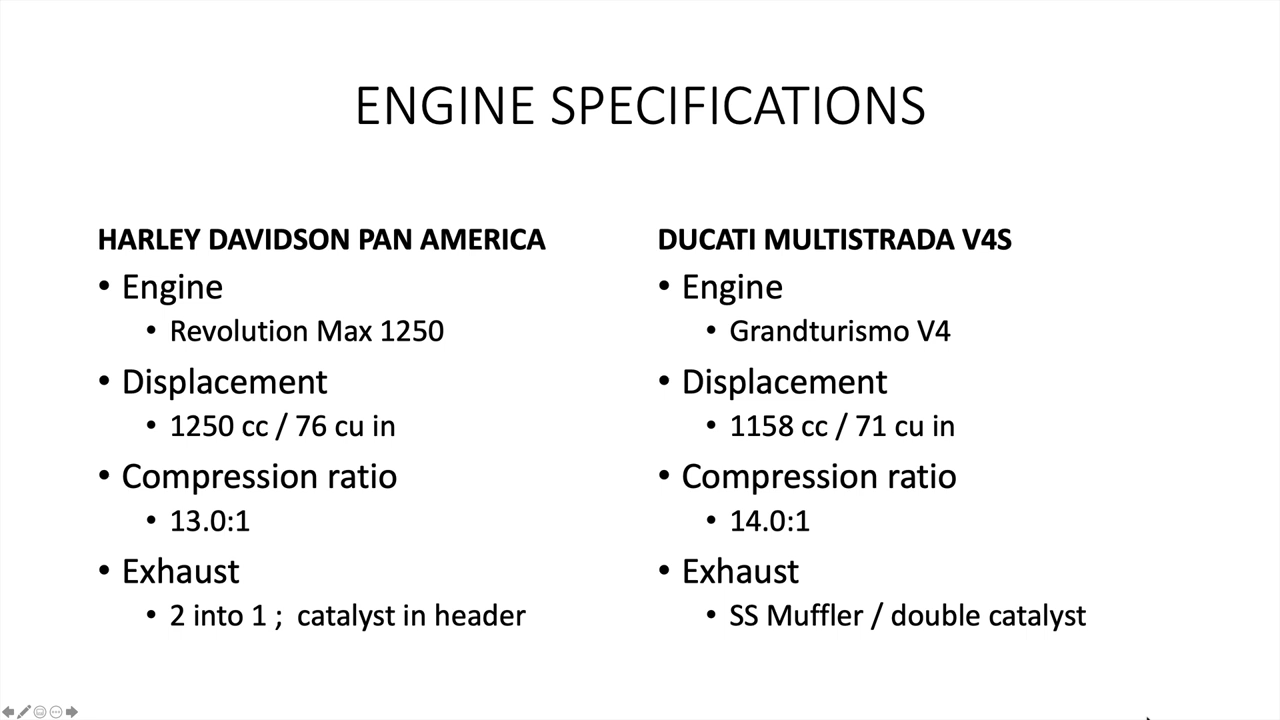 ENGINE SPECIFICATIONS
HARLEY DAVIDSON PAN AMERICA
• Engine
• Revolution Max 1250
• Displacement
• 1250 cc / 76 cu in
• Compression ratio
• 13.0:1
• Exhaust
• 2 into 1 ;  catalyst in header
DUCATI MULTISTRADA V4S
• Engine
• Grandturismo V4
• Displacement
• 1158 cc / 71 cu in
• Compression ratio
• 14.0:1
• Exhaust
• SS Muffler / double catalyst